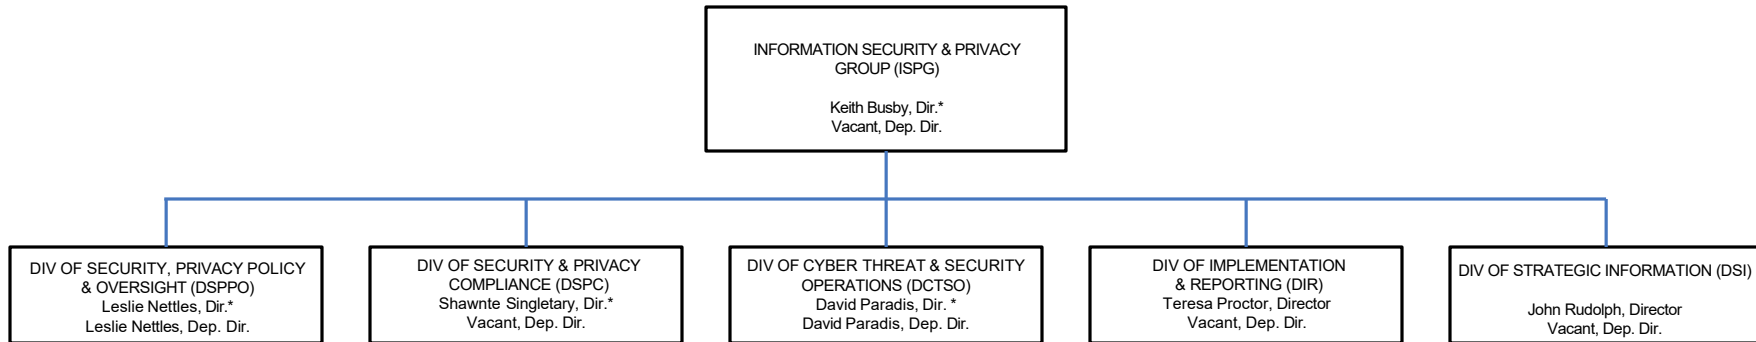 INFORMATION SECURITY & PRIVACY
GROUP (ISPG)
Keith Busby, Dir.*
Vacant, Dep. Dir.
DIV OF SECURITY, PRIVACY POLICY
& OVERSIGHT (DSPPO)
Leslie Nettles, Dir.*
Leslie Nettles, Dep. Dir.
DIV OF SECURITY & PRIVACY
COMPLIANCE (DSPC)
Shawnte Singletary, Dir.*
Vacant, Dep. Dir.
DIV OF CYBER THREAT & SECURITY
OPERATIONS (DCTSO)
David Paradis, Dir. *
David Paradis, Dep. Dir.
DIV OF IMPLEMENTATION
& REPORTING (DIR)
Teresa Proctor, Director
Vacant, Dep. Dir.
DIV OF STRATEGIC INFORMATION (DSI)
John Rudolph, Director
Vacant, Dep. Dir.